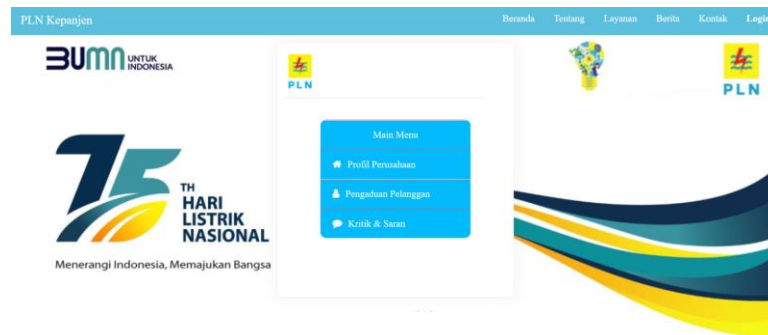 PLN Kepanjen
Beranda Tentang Layanan Berita Kontak Login
BUMN UNTUK
INDONESIA
PLN
PLN
Main Menu
Profil Perusahaan
Pengaduan Pelanggan
Kritik & Saran
75 TH
HARI
LISTRIK
NASIONAL
Menerangi Indonesia, Memajukan Bangsa